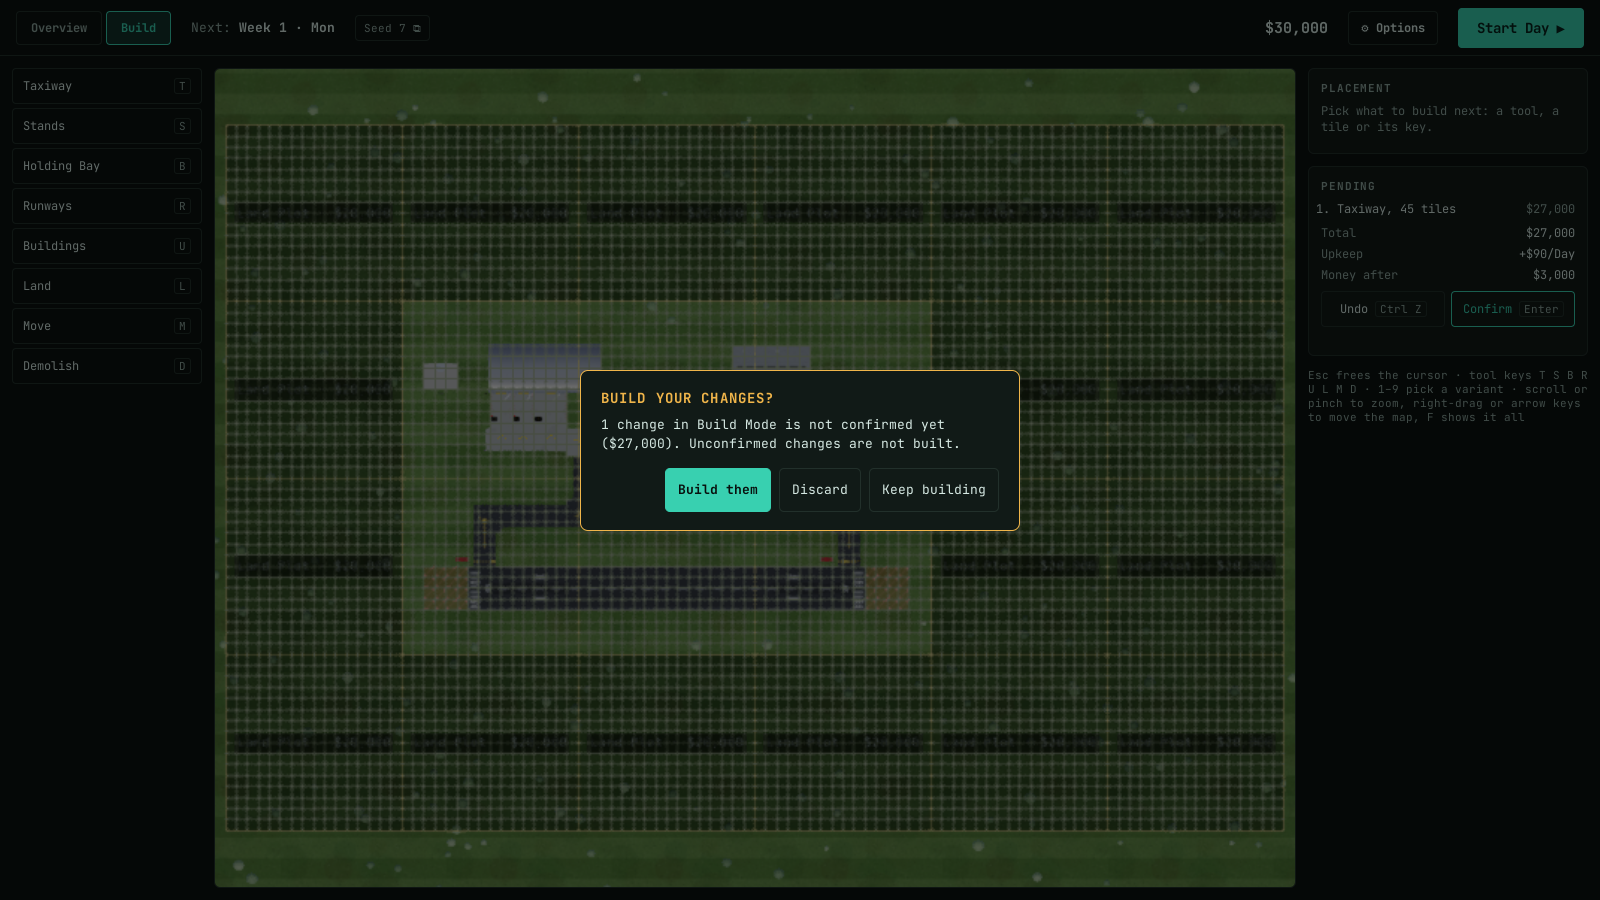 Overview
Build
Next: Week 1 · Mon
Seed 7
$30,000
Options
Start Day ▶
Taxiway T
Stands S
Holding Bay B
Runways R
Buildings U
Land L
Move M
Demolish D
BUILD YOUR CHANGES?
1 change in Build Mode is not confirmed yet
($27,000). Unconfirmed changes are not built.
Build them
Discard
Keep building
PLACEMENT
Pick what to build next: a tool, a
tile or its key.
PENDING
1. Taxiway, 45 tiles $27,000
Total $27,000
Upkeep +$90/Day
Money after $3,000
Undo Ctrl Z
Confirm Enter
Esc frees the cursor · tool keys T S B R
U L M D · 1-9 pick a variant · scroll or
pinch to zoom, right-drag or arrow keys
to move the map, F shows it all